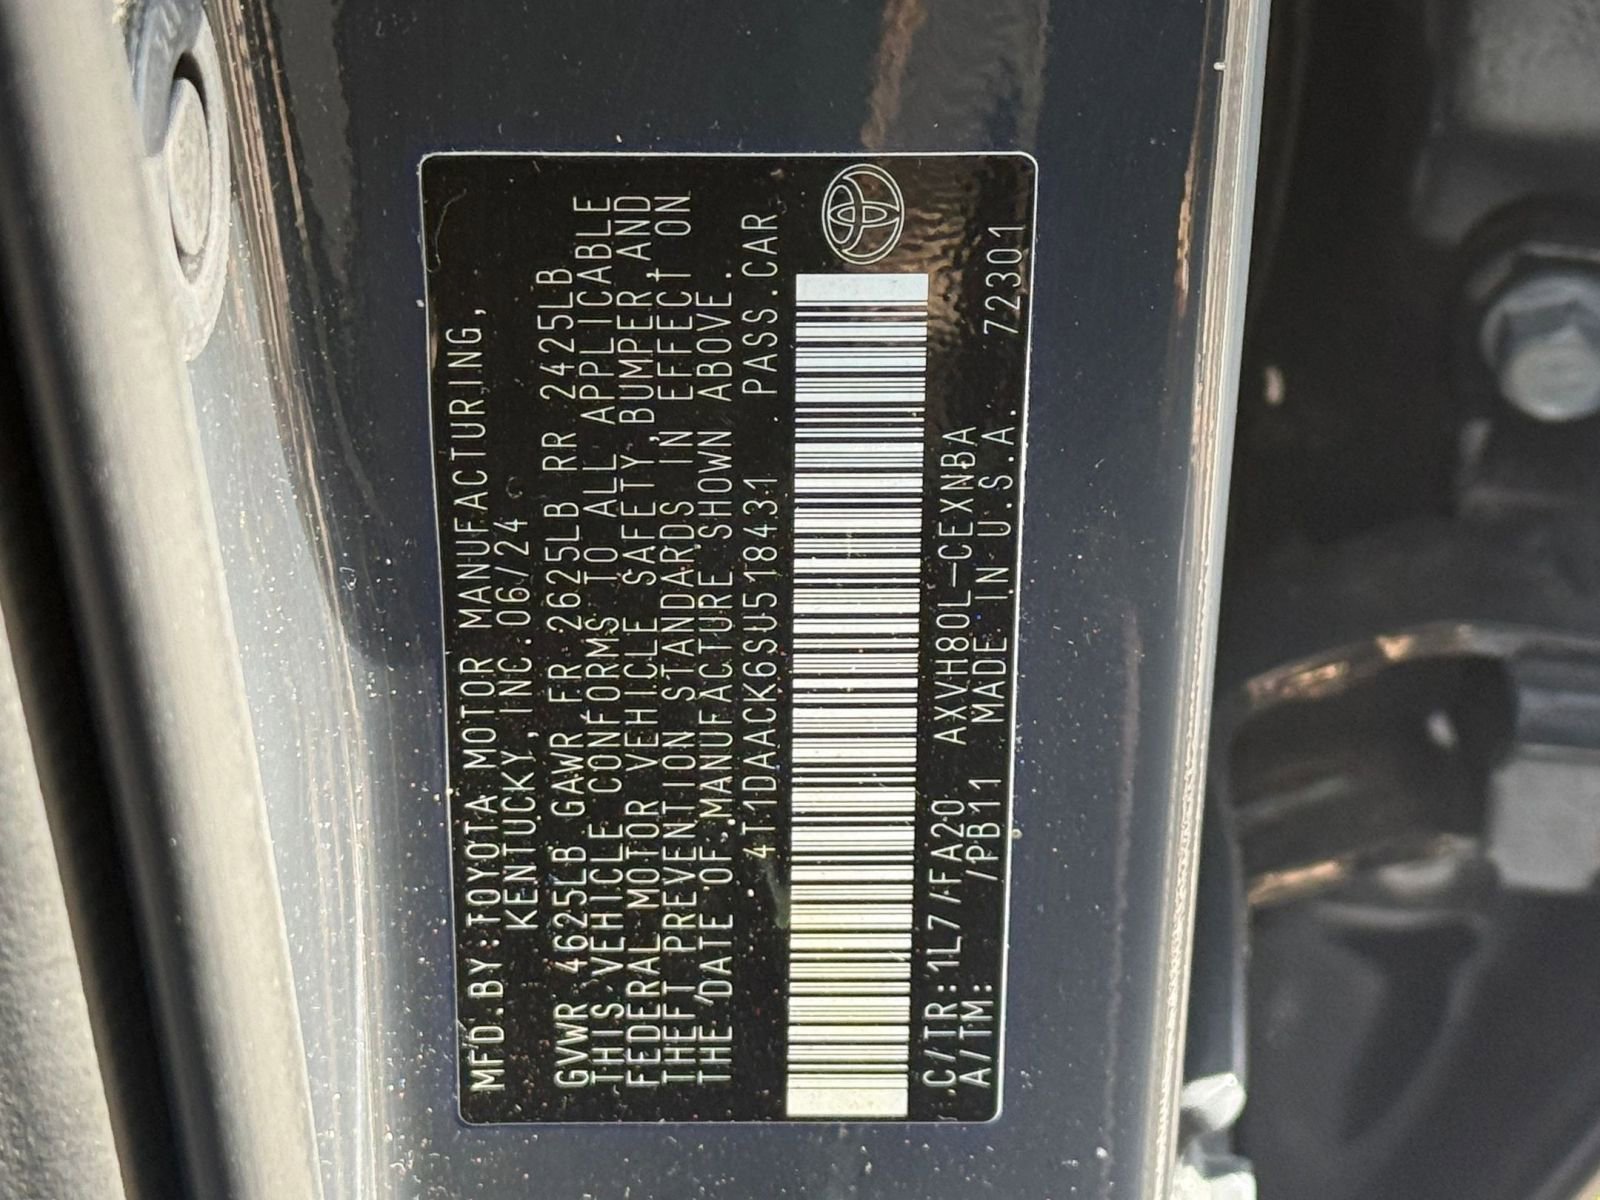 MFD.BY:TOYOTA MOTOR MANUFACTURING,
KENTUCKY,INC.06/24
GVWR 4625LB GAWR FR 2625LB RR 2425LB
THIS VEHICLE CONFORMS TO ALL APPLICABLE
FEDERAL MOTOR VEHICLE SAFETY,BUMPER,AND
THEFT PREVENTION STANDARDS IN EFFECT ON
THE DATE OF MANUFACTURE SHOWN ABOVE.
4T1DAACK6SU518431 PASS.CAR
C/TR:1L7/FA20 AXVH80L-CEXNBA
A/TM: /PB11 MADE IN U.S.A. 72301